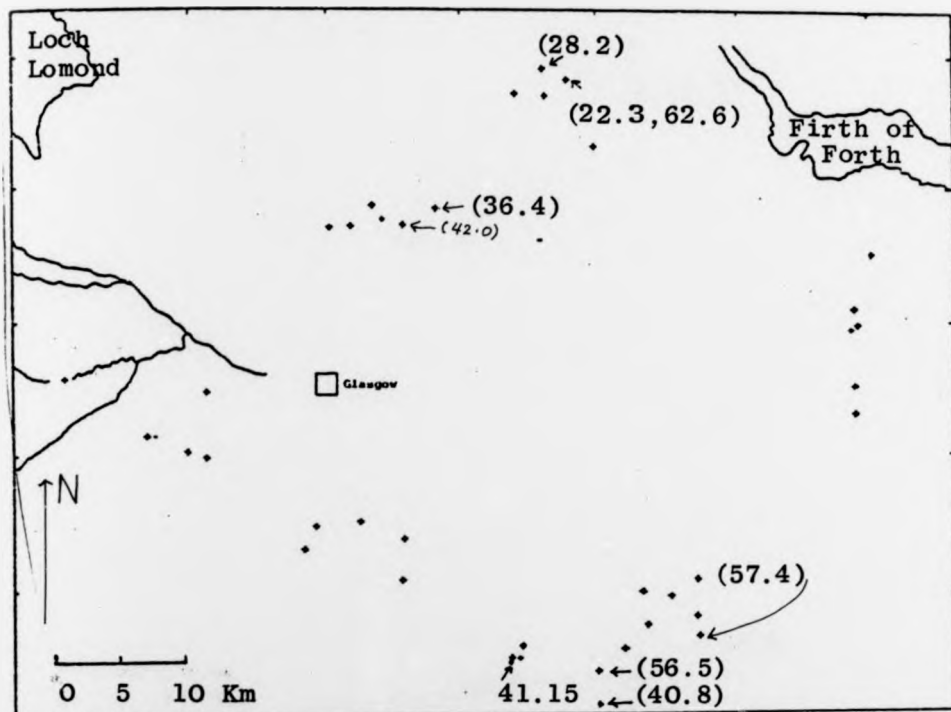 Loch
Lomond
(28.2)
(22.3,62.6)
Firth of
Forth
(36.4)
(42.0)
Glasgow
N
(57.4)
(56.5)
41.15
(40.8)
0 5 10 Km